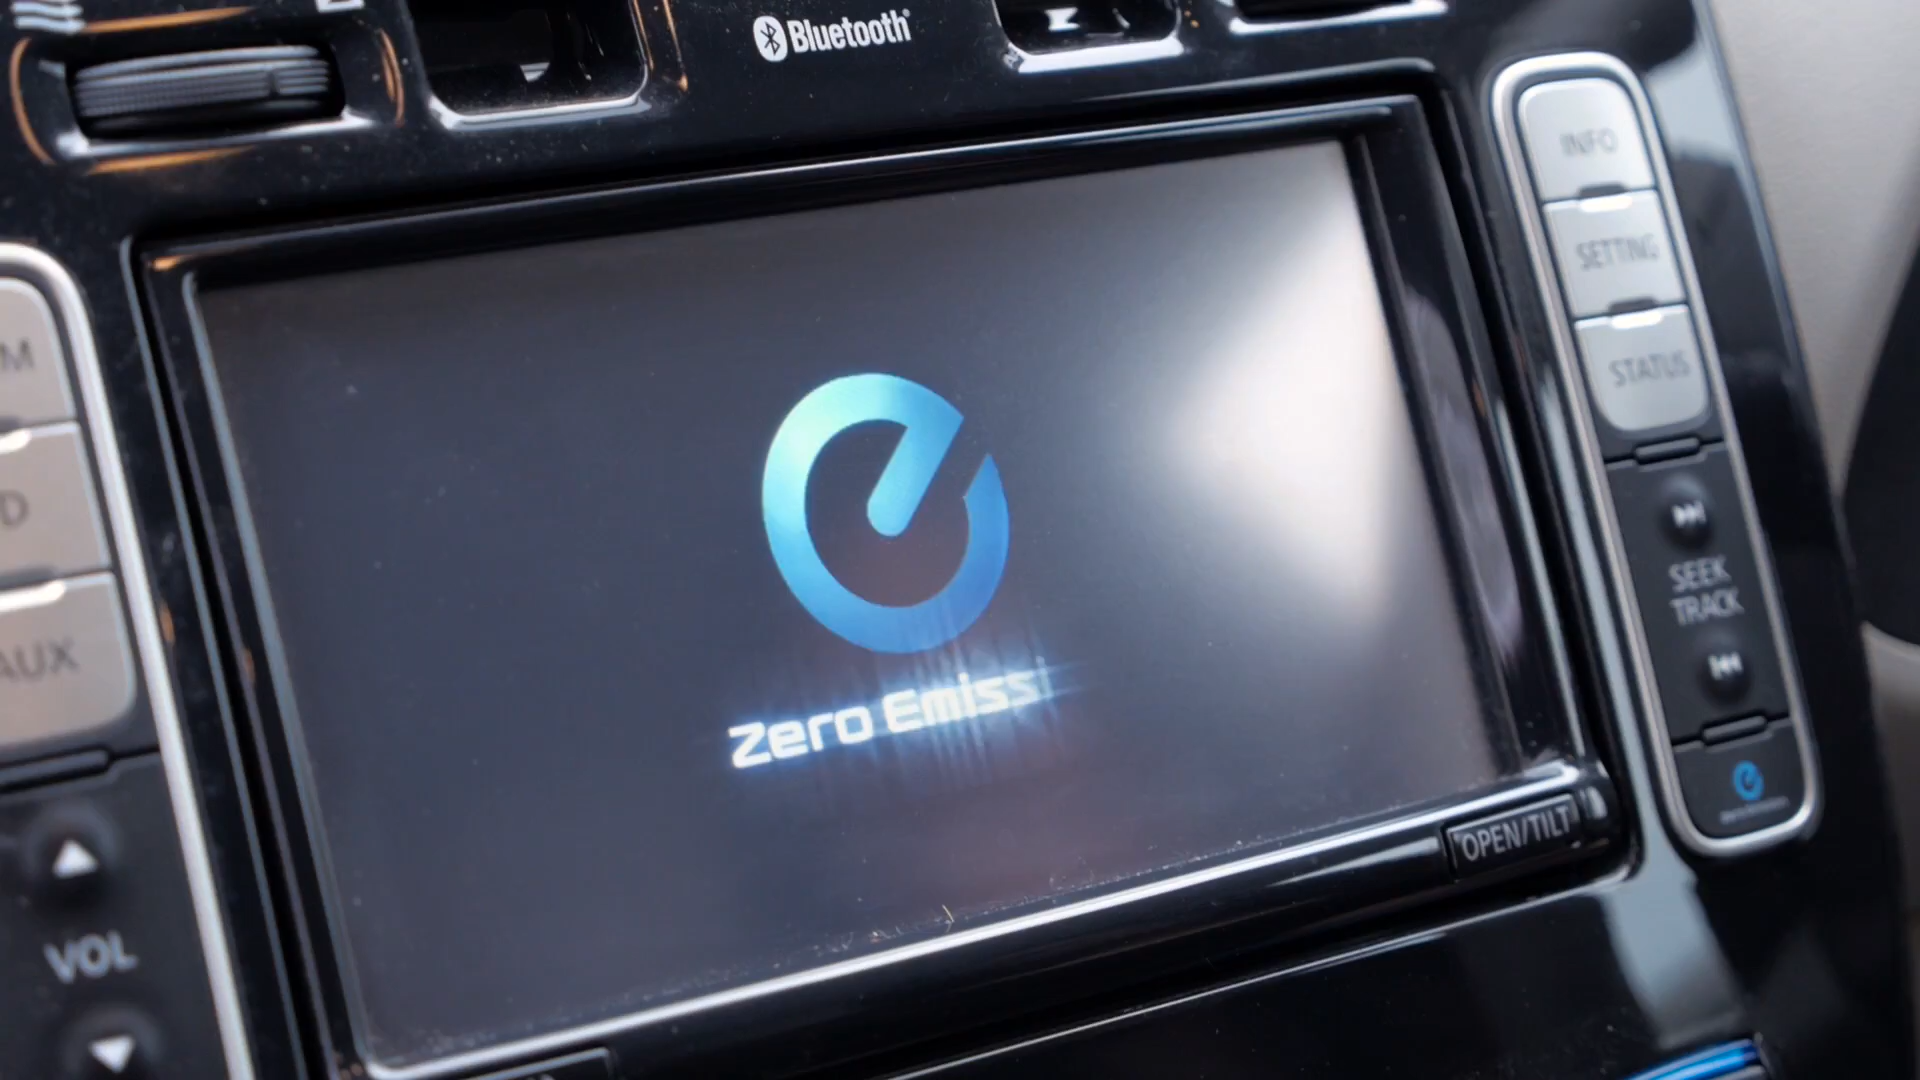 Bluetooth
INFO
SETTING
STATUS
SEEK
TRACK
M
D
AUX
VOL
Zero Emissi
OPEN/TILT